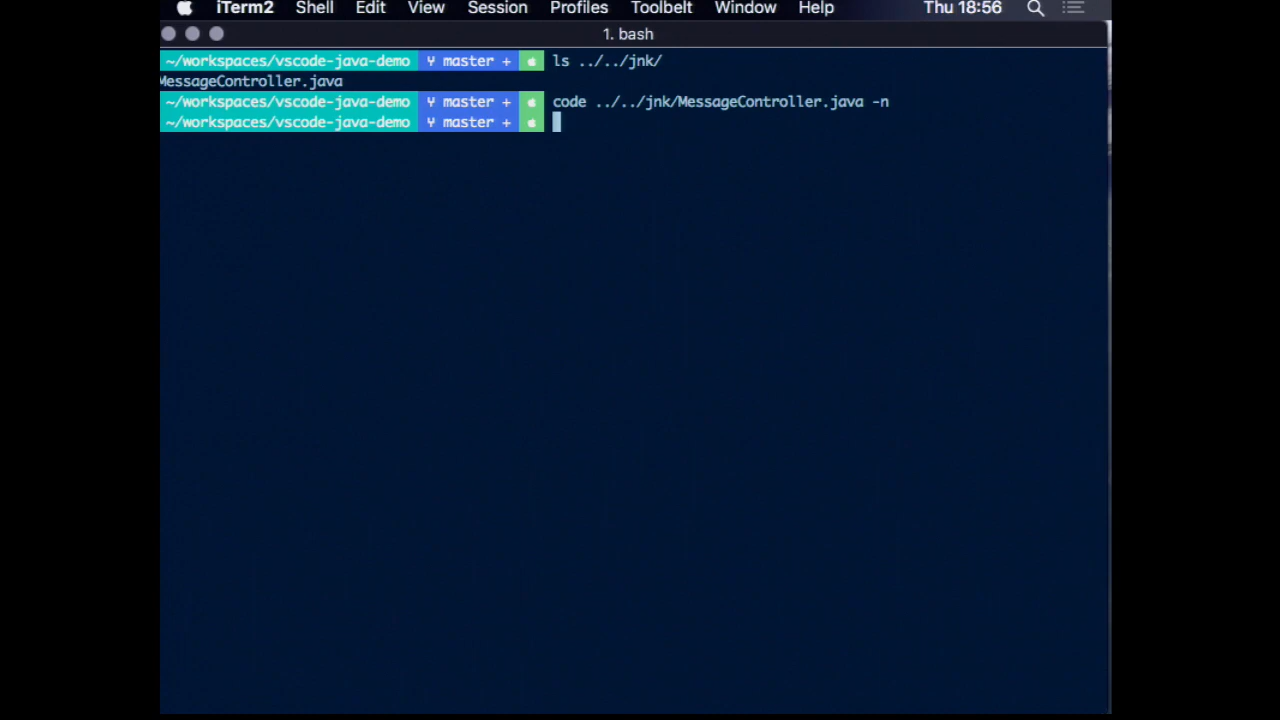 iTerm2 Shell Edit View Session Profiles Toolbelt Window Help Thu 18:56
1. bash
~/workspaces/vscode-java-demo master + ls ../../jnk/
MessageController.java
~/workspaces/vscode-java-demo master + code ../../jnk/MessageController.java -n
~/workspaces/vscode-java-demo master +